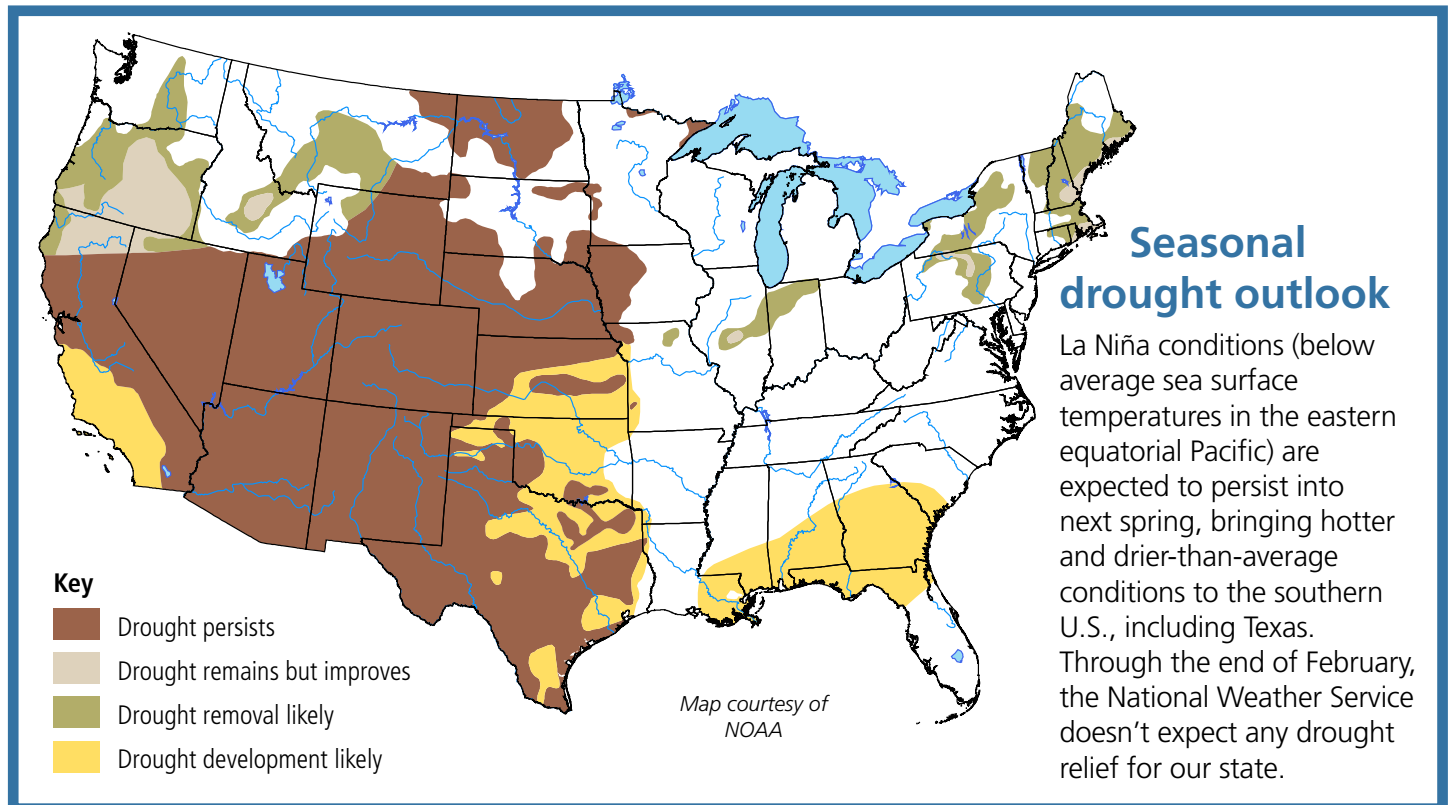 Seasonal
drought outlook
La Niña conditions (below
average sea surface
temperatures in the eastern
equatorial Pacific) are
expected to persist into
next spring, bringing hotter
and drier-than-average
conditions to the southern
U.S., including Texas.
Through the end of February,
the National Weather Service
doesn’t expect any drought
relief for our state.
Key
Drought persists
Drought remains but improves
Drought removal likely
Drought development likely
Map courtesy of
NOAA